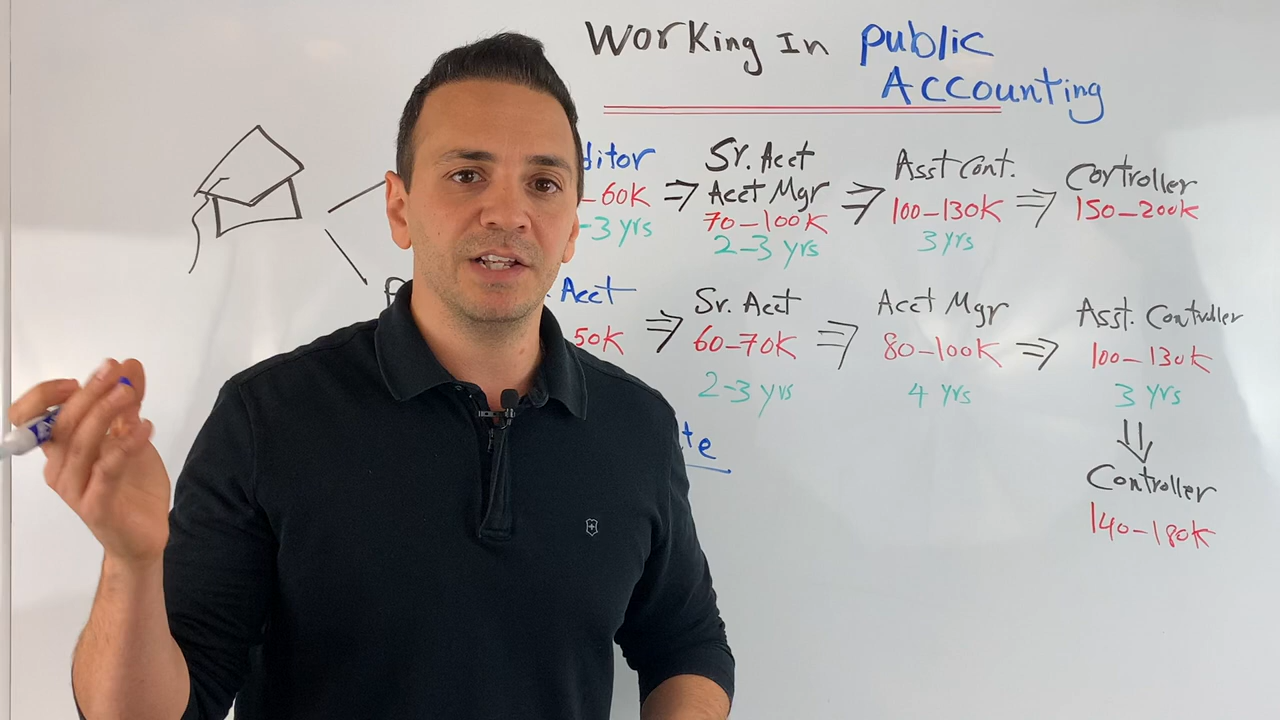 Working In Public
Accounting
ditor
-60K
-3 yrs
⇒
Sr. Acct
Acct Mgr
70-100K
2-3 yrs
⇒
Asst Cont.
100-130K
3 yrs
⇒
Controller
150-200K
. Acct
50K
⇒
Sr. Acct
60-70K
2-3 yrs
⇒
Acct Mgr
80-100K
4 yrs
⇒
Asst. Controller
100-130K
3 yrs
Controller
140-180K
te